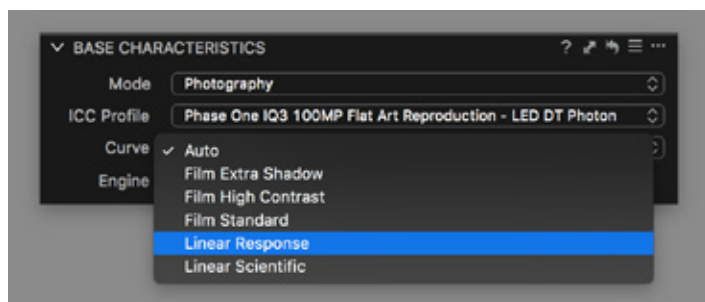 BASE CHARACTERISTICS ? ...
Mode Photography
ICC Profile Phase One IQ3 100MP Flat Art Reproduction - LED DT Photon
Curve ✓ Auto
Film Extra Shadow
Engine
Film High Contrast
Film Standard
Linear Response
Linear Scientific